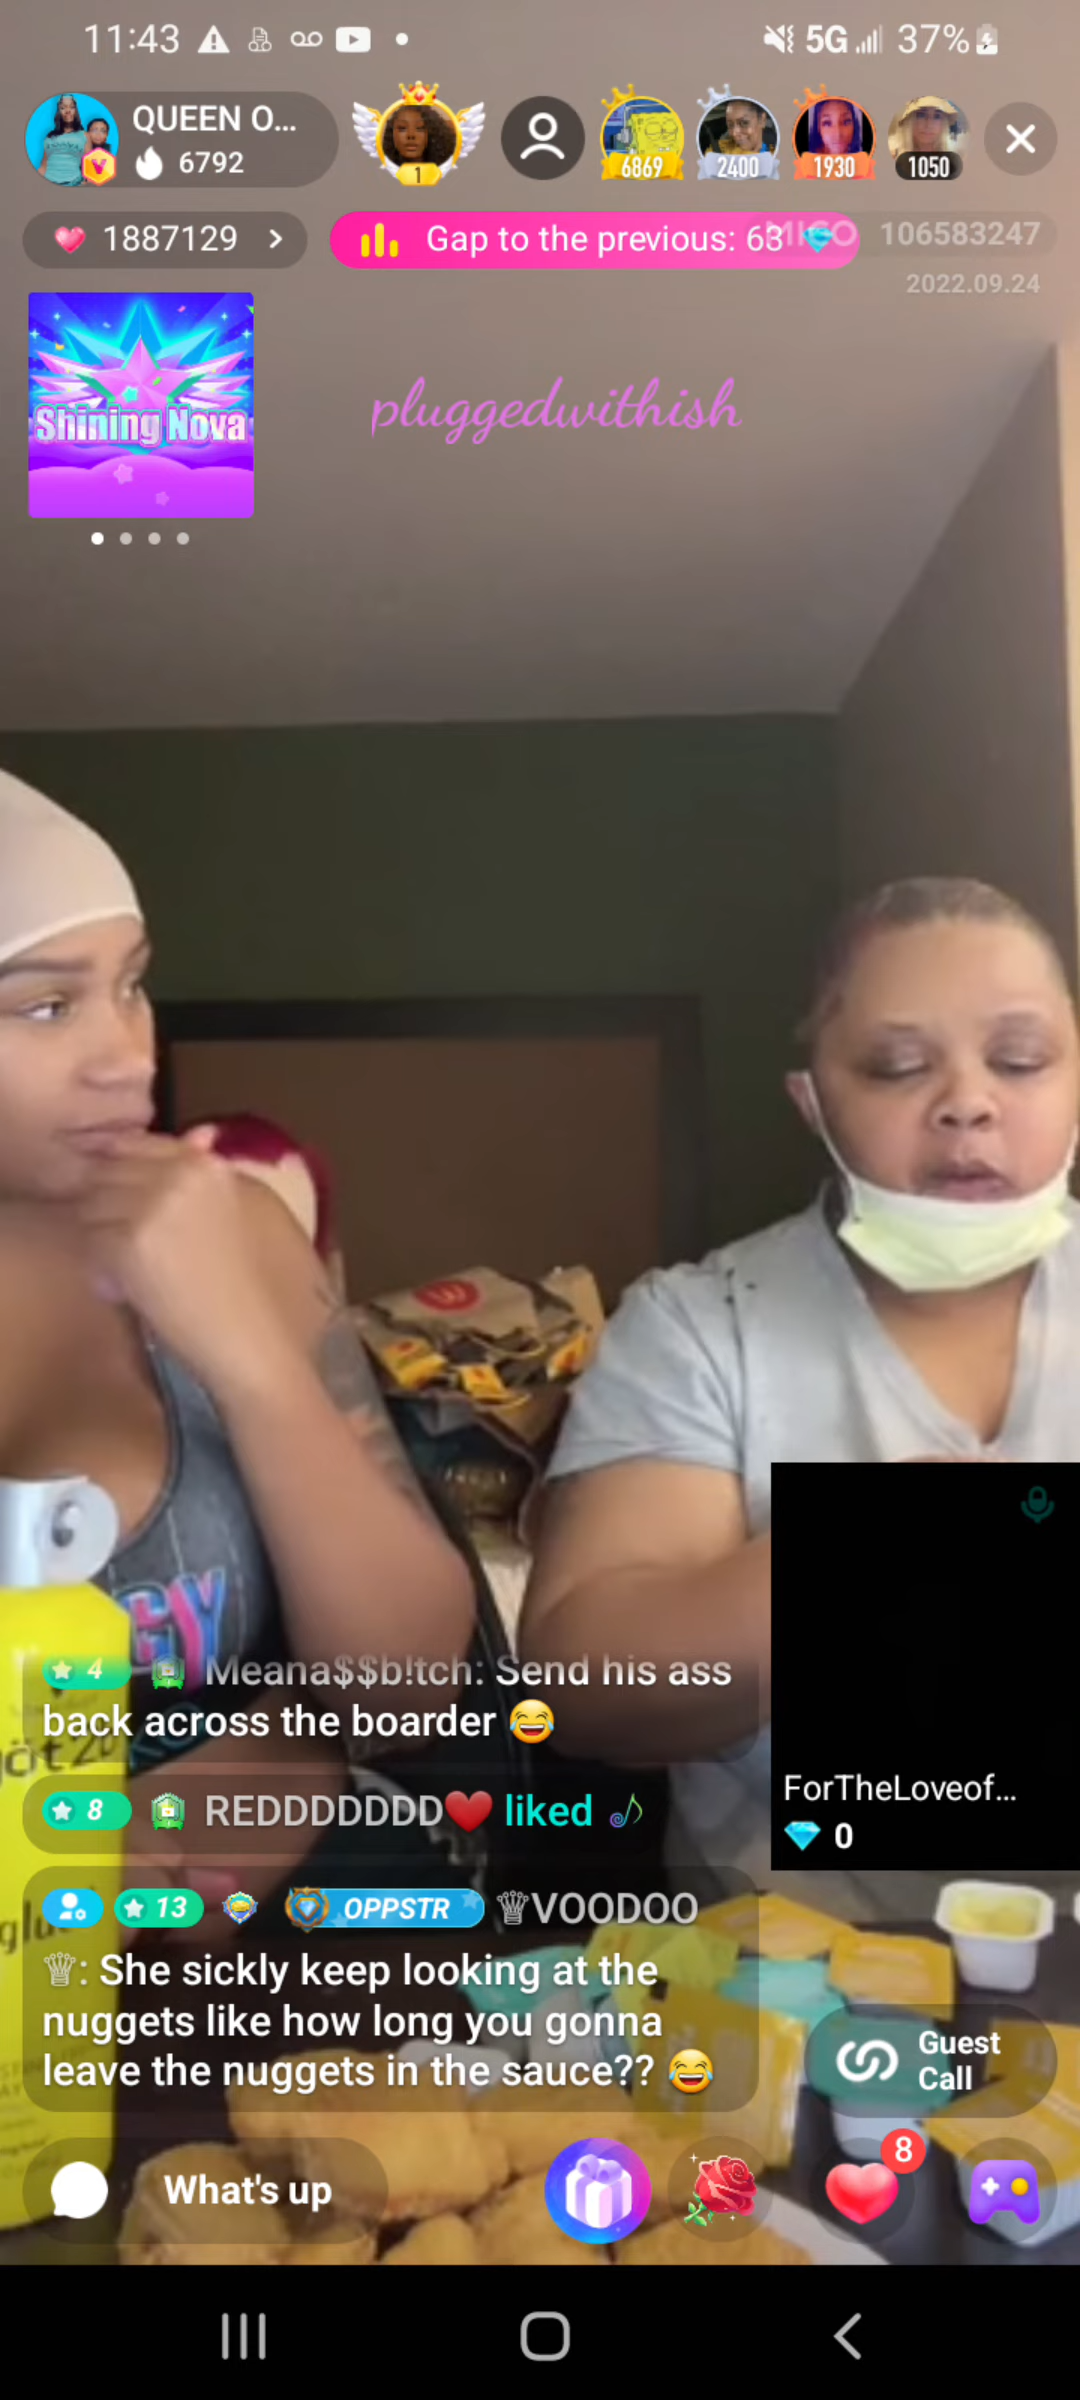 11:43
5G 37%
QUEEN O...
6792
1
6869
2400
1930
1050
1887129 >
Gap to the previous: 63
MICO 106583247
2022.09.24
Shining Nova
pluggedwithish
4 Meana$$b!tch: Send his ass
back across the boarder 😂
8 REDDDDDDD❤️ liked
13 OPPSTR ♕VOODOO
♕: She sickly keep looking at the
nuggets like how long you gonna
leave the nuggets in the sauce?? 😂
ForTheLoveof...
0
Guest
Call
What's up
8